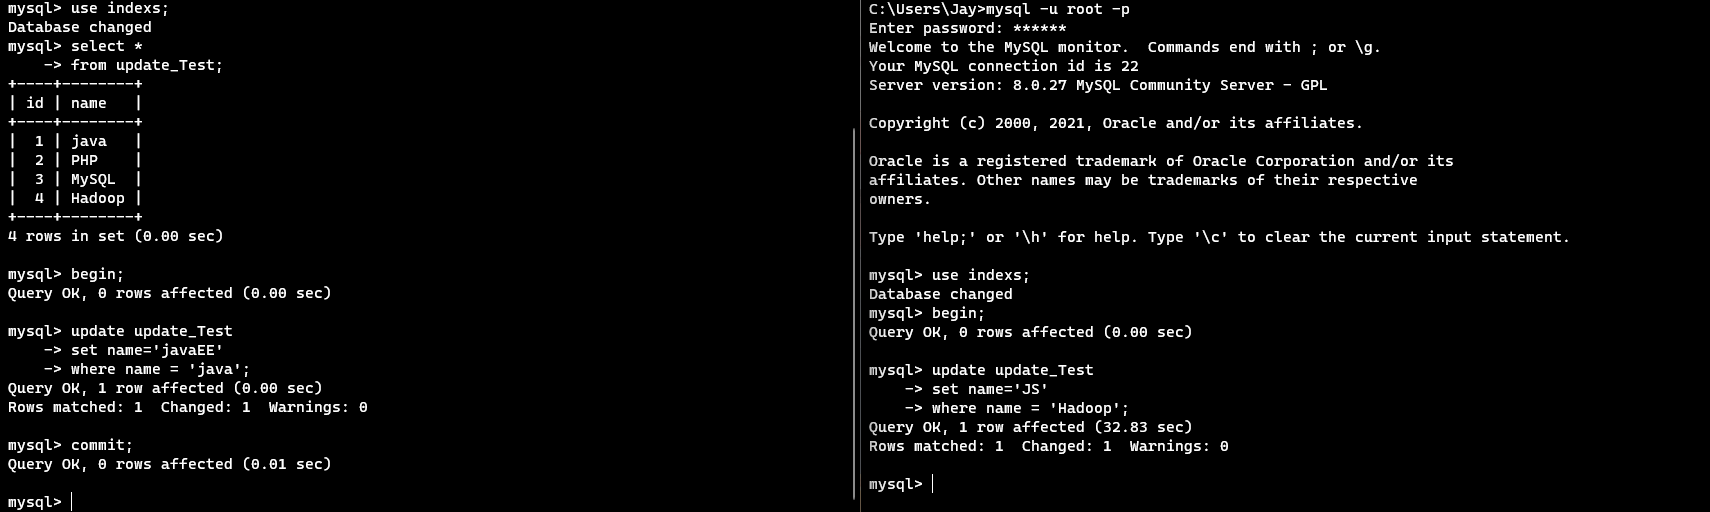 mysql> use indexs;
Database changed
mysql> select *
    -> from update_Test;
+----+--------+
| id | name   |
+----+--------+
|  1 | java   |
|  2 | PHP    |
|  3 | MySQL  |
|  4 | Hadoop |
+----+--------+
4 rows in set (0.00 sec)

mysql> begin;
Query OK, 0 rows affected (0.00 sec)

mysql> update update_Test
    -> set name='javaEE'
    -> where name = 'java';
Query OK, 1 row affected (0.00 sec)
Rows matched: 1  Changed: 1  Warnings: 0

mysql> commit;
Query OK, 0 rows affected (0.01 sec)

mysql>
C:\Users\Jay>mysql -u root -p
Enter password: ******
Welcome to the MySQL monitor.  Commands end with ; or \g.
Your MySQL connection id is 22
Server version: 8.0.27 MySQL Community Server - GPL

Copyright (c) 2000, 2021, Oracle and/or its affiliates.

Oracle is a registered trademark of Oracle Corporation and/or its
affiliates. Other names may be trademarks of their respective
owners.

Type 'help;' or '\h' for help. Type '\c' to clear the current input statement.

mysql> use indexs;
Database changed
mysql> begin;
Query OK, 0 rows affected (0.00 sec)

mysql> update update_Test
    -> set name='JS'
    -> where name = 'Hadoop';
Query OK, 1 row affected (32.83 sec)
Rows matched: 1  Changed: 1  Warnings: 0

mysql>